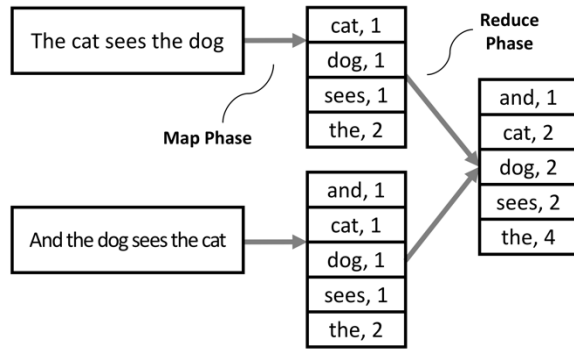 The cat sees the dog
Map Phase
cat, 1
dog, 1
sees, 1
the, 2
Reduce
Phase
And the dog sees the cat
and, 1
cat, 1
dog, 1
sees, 1
the, 2
and, 1
cat, 2
dog, 2
sees, 2
the, 4